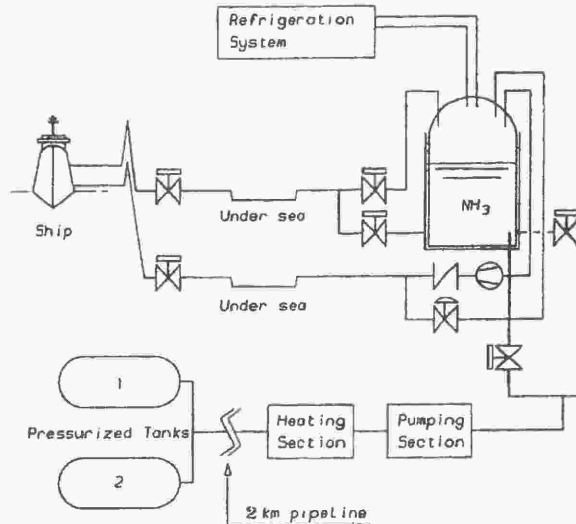 Refrigeration
System
NH3
Under sea
Ship
Under sea
1
Pressurized Tanks
2
Heating
Section
Pumping
Section
2 km pipeline